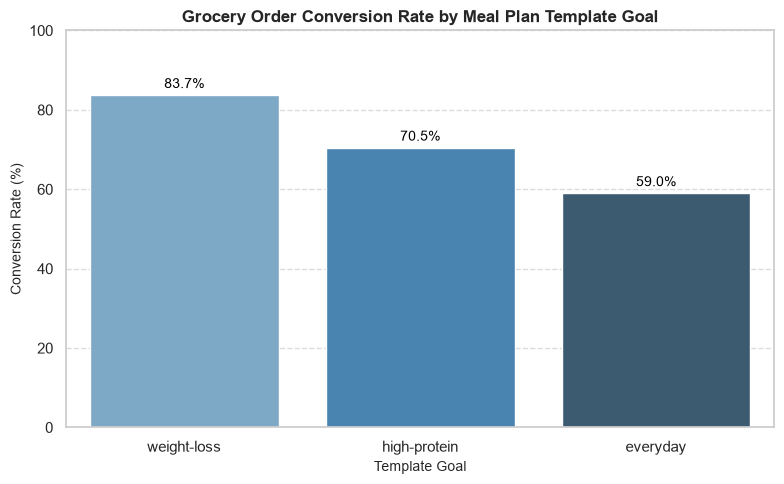 Grocery Order Conversion Rate by Meal Plan Template Goal
Conversion Rate (%)
100
80
60
40
20
0
83.7%
70.5%
59.0%
weight-loss
high-protein
everyday
Template Goal